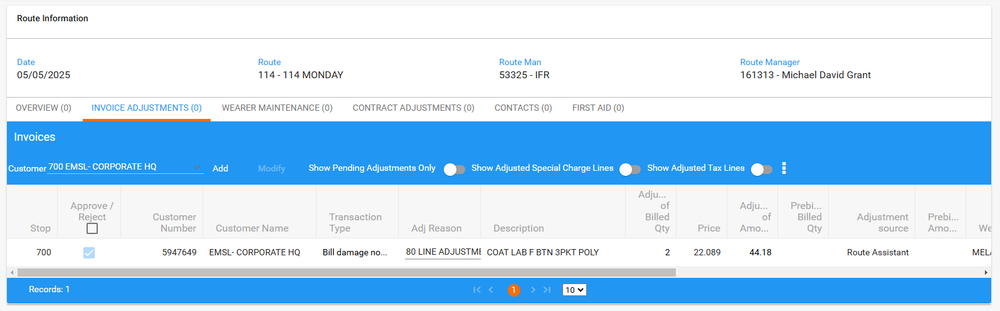 Route Information
Date Route Route Man Route Manager
05/05/2025 114 - 114 MONDAY 53325 - IFR 161313 - Michael David Grant
OVERVIEW (0) INVOICE ADJUSTMENTS (0) WEARER MAINTENANCE (0) CONTRACT ADJUSTMENTS (0) CONTACTS (0) FIRST AID (0)
Invoices
Customer 700 EMSL- CORPORATE HQ Add Modify Show Pending Adjustments Only Show Adjusted Special Charge Lines Show Adjusted Tax Lines
Stop
Approve /
Reject
Customer
Number
Customer Name
Transaction
Type
Adj Reason
Description
Adju...
of
Billed
Qty
Price
Adju...
of
Amo...
Prebi...
Billed
Qty
Adjustment
source
Prebi...
Amo...
We
700 5947649 EMSL- CORPORATE HQ Bill damage no... 80 LINE ADJUSTME COAT LAB F BTN 3PKT POLY 2 22.089 44.18 Route Assistant MELA
Records: 1 1 10